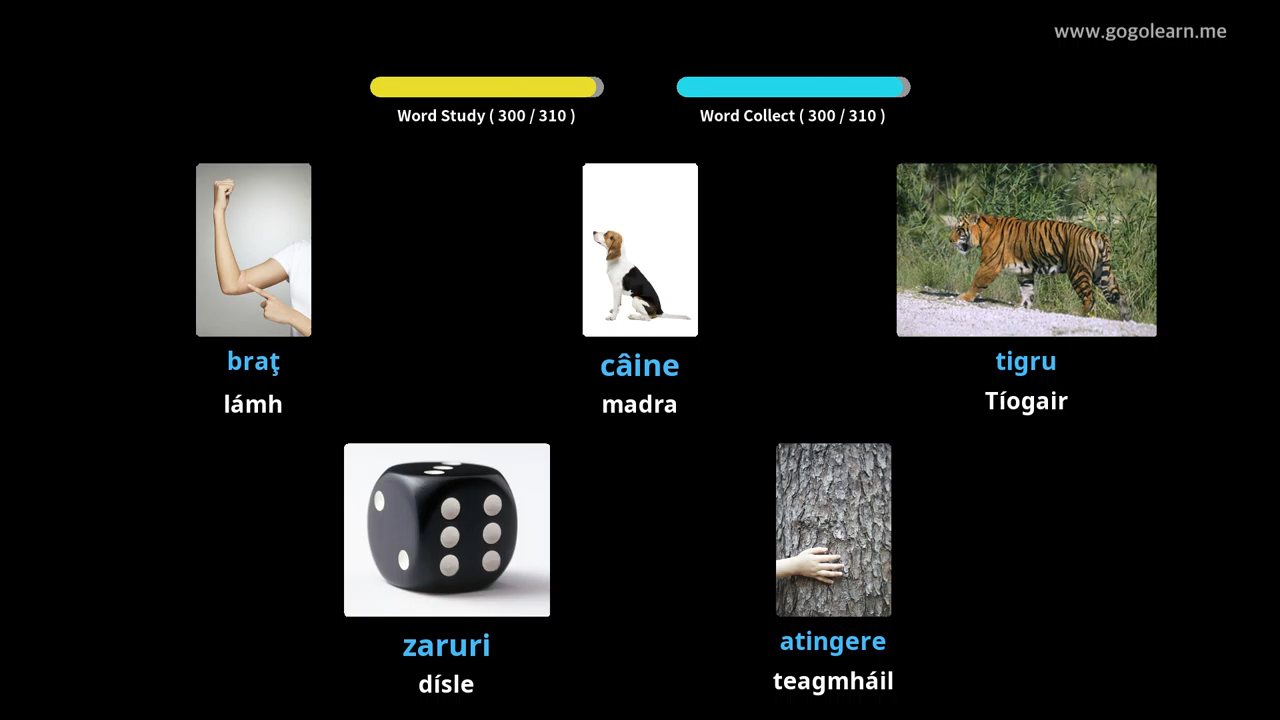 www.gogolearn.me
Word Study ( 300 / 310 )
Word Collect ( 300 / 310 )
braţ
câine
tigru
lámh
madra
Tíogair
zaruri
atingere
dísle
teagmháil